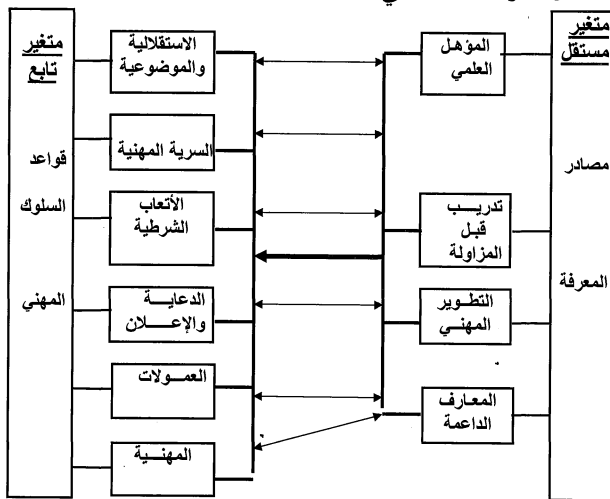 متغير
مستقل
مصادر
المعرفة
المؤهل
العلمي
تدريب
قبل
المزاولة
التطوير
المهني
المعارف
الداعمة
الاستقلالية
والموضوعية
السرية المهنية
الأتعاب
الشرطية
الدعاية
والإعلان
العمولات
المهنية
متغير
تابع
قواعد
السلوك
المهني